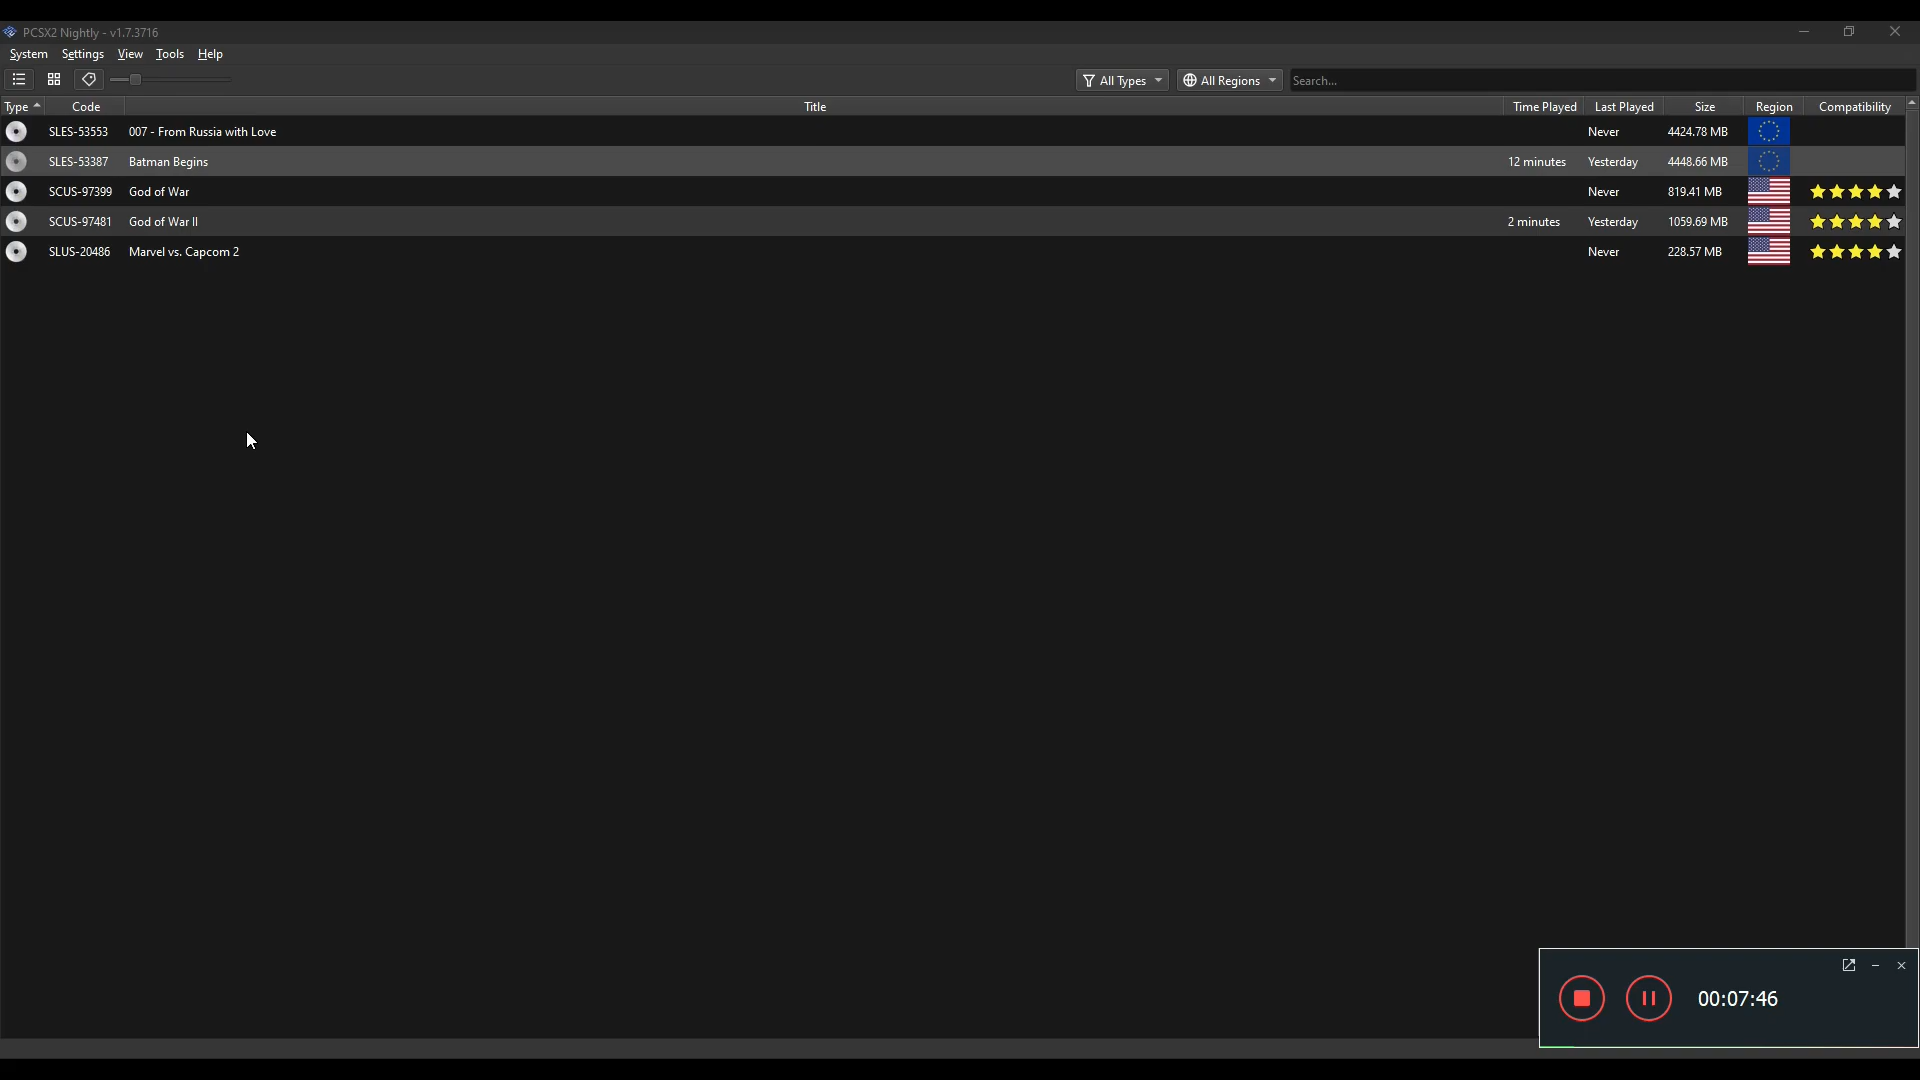 PCSX2 Nightly - v1.7.3716
System Settings View Tools Help
All Types All Regions Search...
Type Code Title Time Played Last Played Size Region Compatibility
SLES-53553 007 - From Russia with Love Never 4424.78 MB
SLES-53387 Batman Begins 12 minutes Yesterday 4448.66 MB
SCUS-97399 God of War Never 819.41 MB
SCUS-97481 God of War II 2 minutes Yesterday 1059.69 MB
SLUS-20486 Marvel vs. Capcom 2 Never 228.57 MB
00:07:46